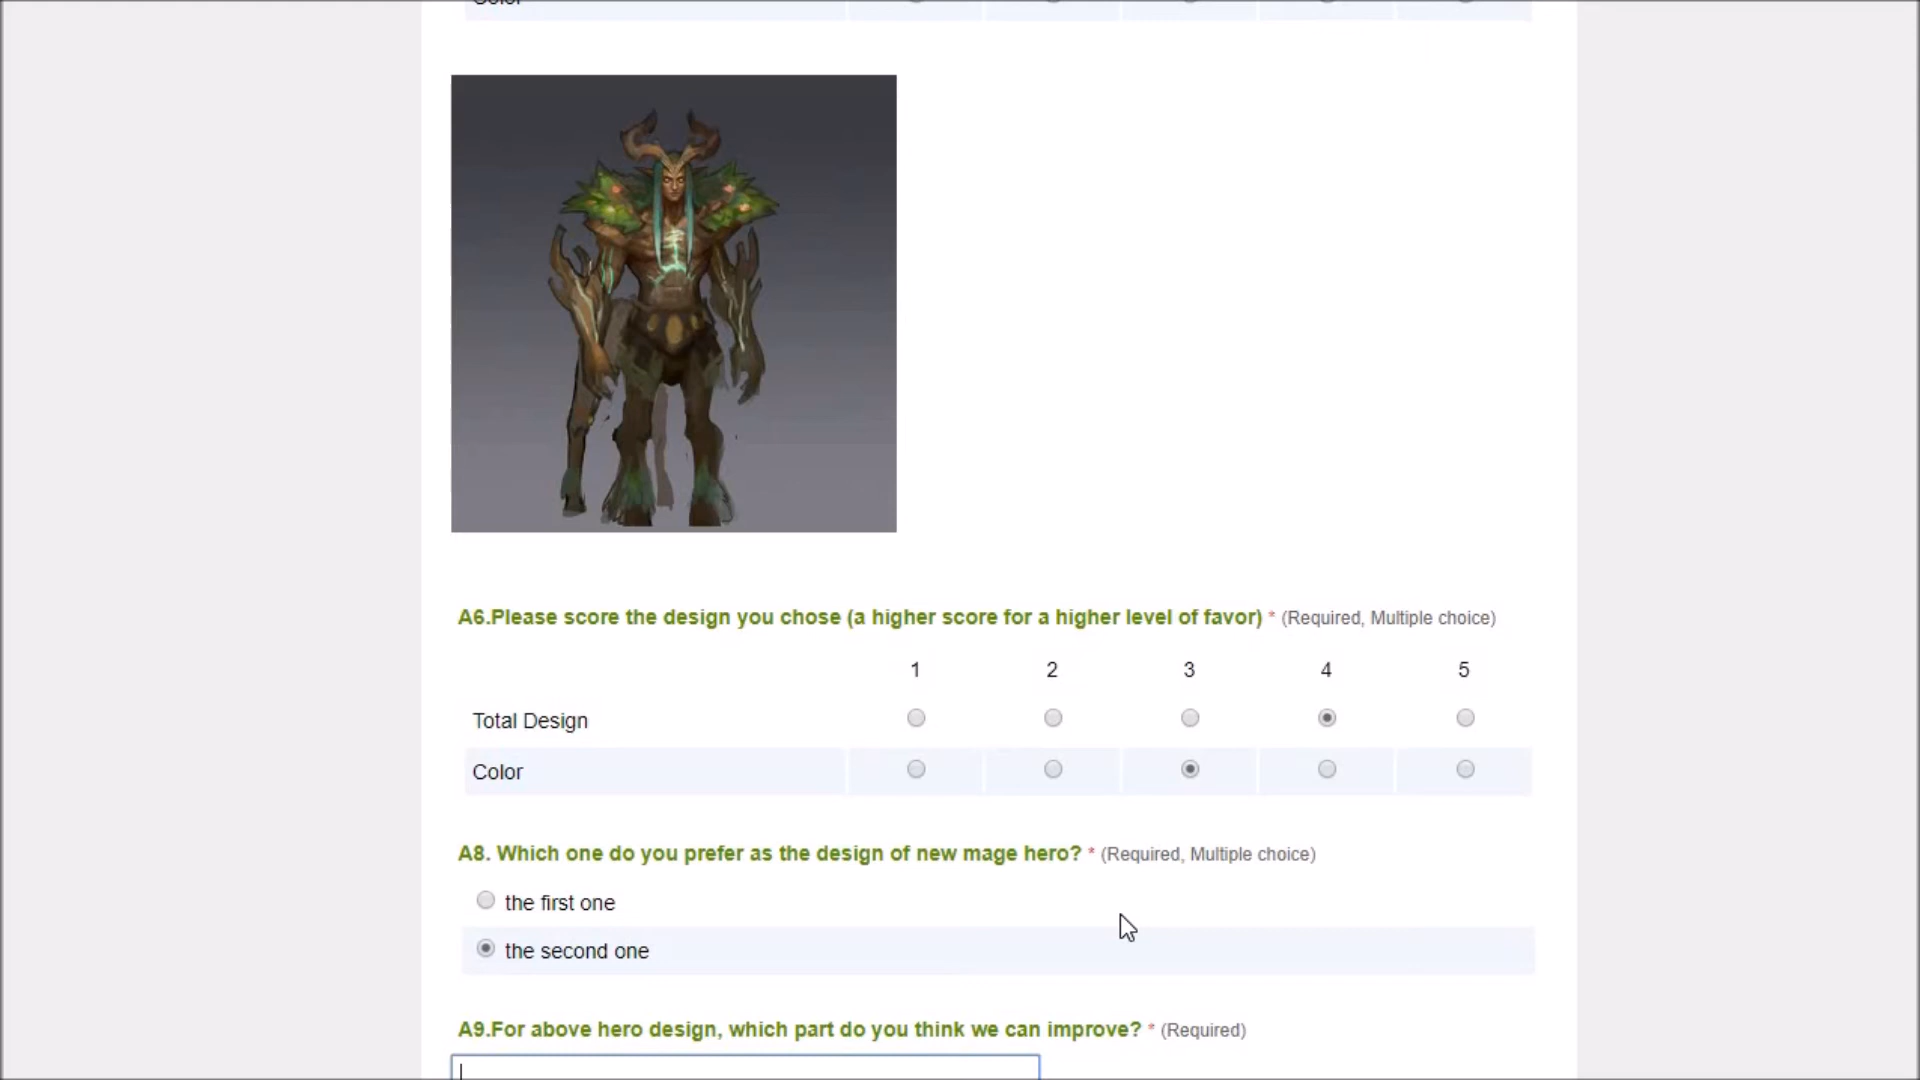 Color
A6.Please score the design you chose (a higher score for a higher level of favor) * (Required, Multiple choice)
1 2 3 4 5
Total Design
Color
A8. Which one do you prefer as the design of new mage hero? * (Required, Multiple choice)
the first one
the second one
A9.For above hero design, which part do you think we can improve? * (Required)